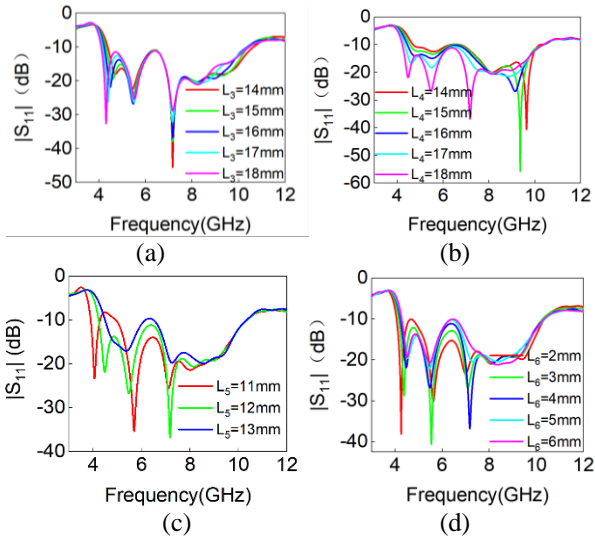 0
-10
-20
-30
-40
-50
4 6 8 10 12
|S11|（dB）
Frequency(GHz)
L3=14mm
L3=15mm
L3=16mm
L3=17mm
L3=18mm
(a)
0
-10
-20
-30
-40
-50
-60
4 6 8 10 12
|S11|（dB）
Frequency(GHz)
L4=14mm
L4=15mm
L4=16mm
L4=17mm
L4=18mm
(b)
0
-10
-20
-30
-40
4 6 8 10 12
|S11| (dB)
Frequency(GHz)
L5=11mm
L5=12mm
L5=13mm
(c)
0
-10
-20
-30
-40
4 6 8 10 12
|S11|（dB）
Frequency(GHz)
L6=2mm
L6=3mm
L6=4mm
L6=5mm
L6=6mm
(d)